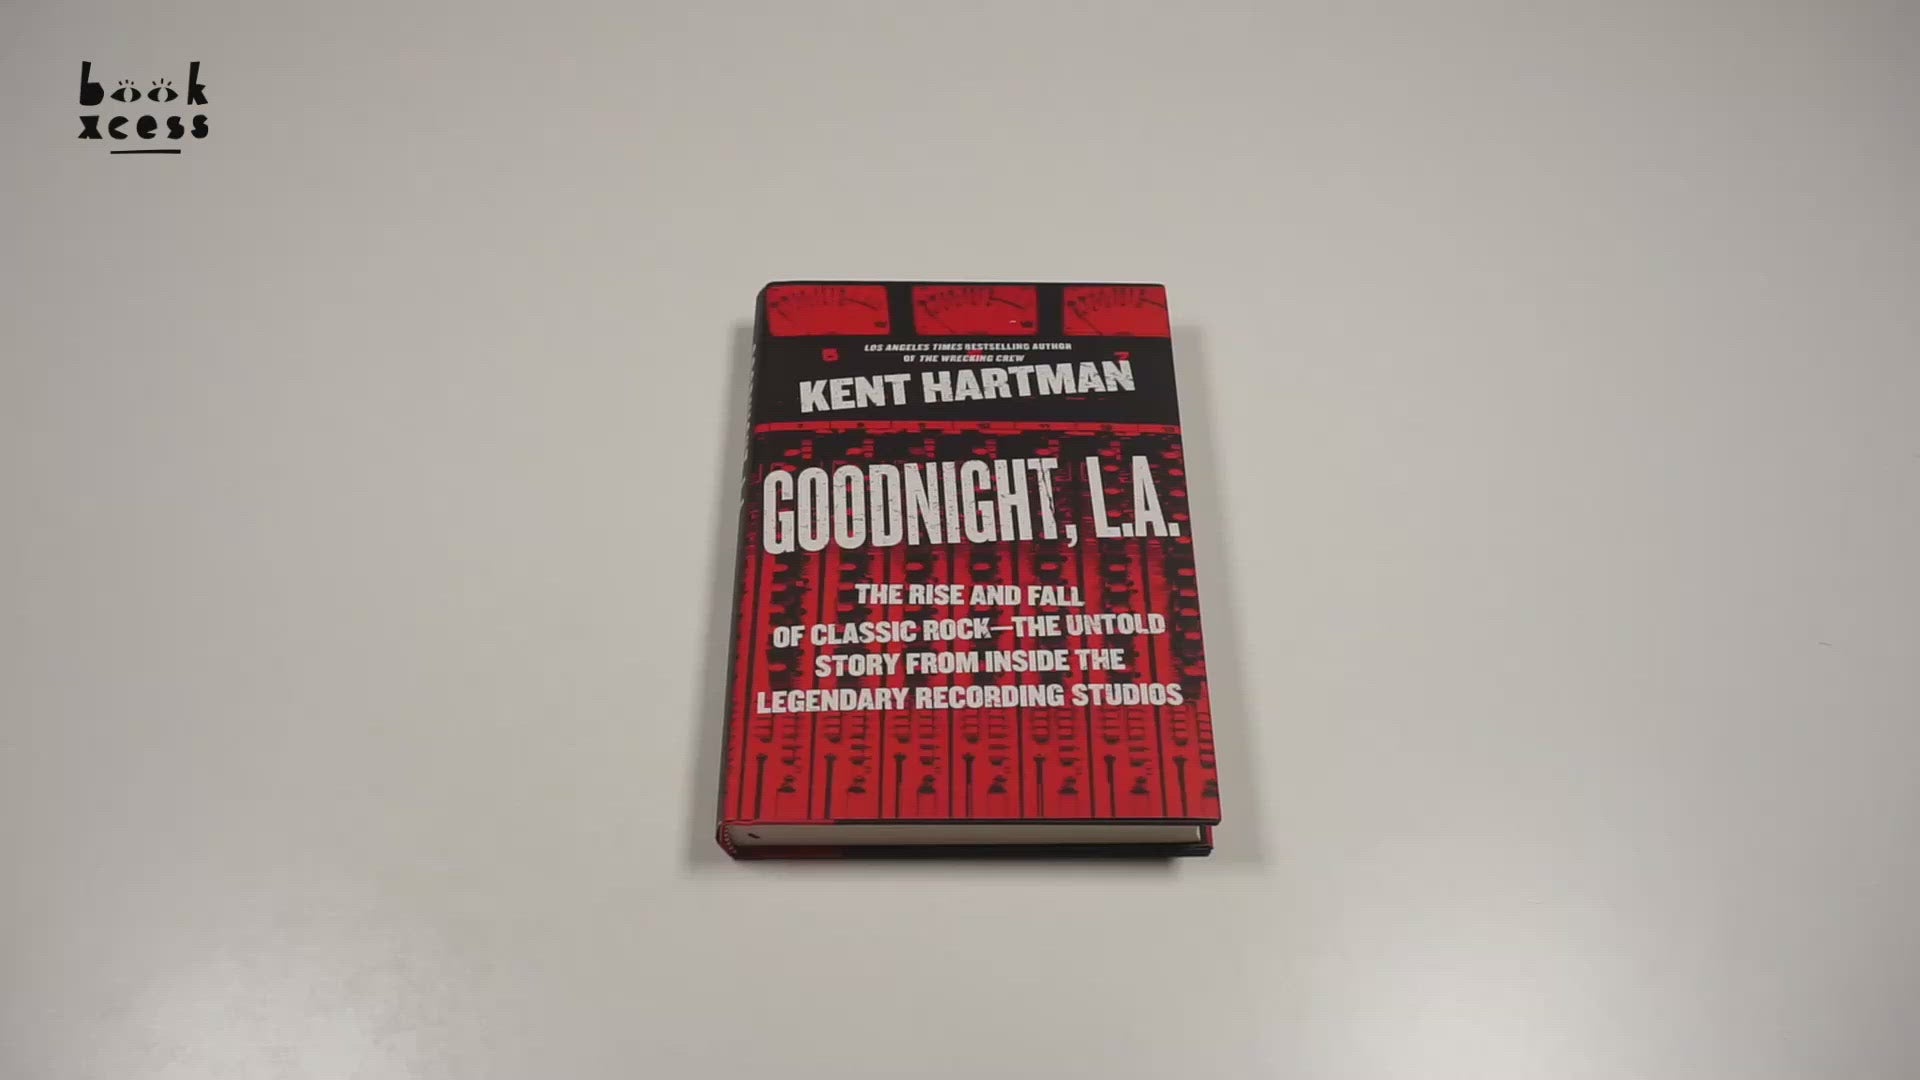 book
xcess
LOS ANGELES TIMES BESTSELLING AUTHOR
OF THE WRECKING CREW
KENT HARTMAN
GOODNIGHT, L.A.
THE RISE AND FALL
OF CLASSIC ROCK—THE UNTOLD
STORY FROM INSIDE THE
LEGENDARY RECORDING STUDIOS